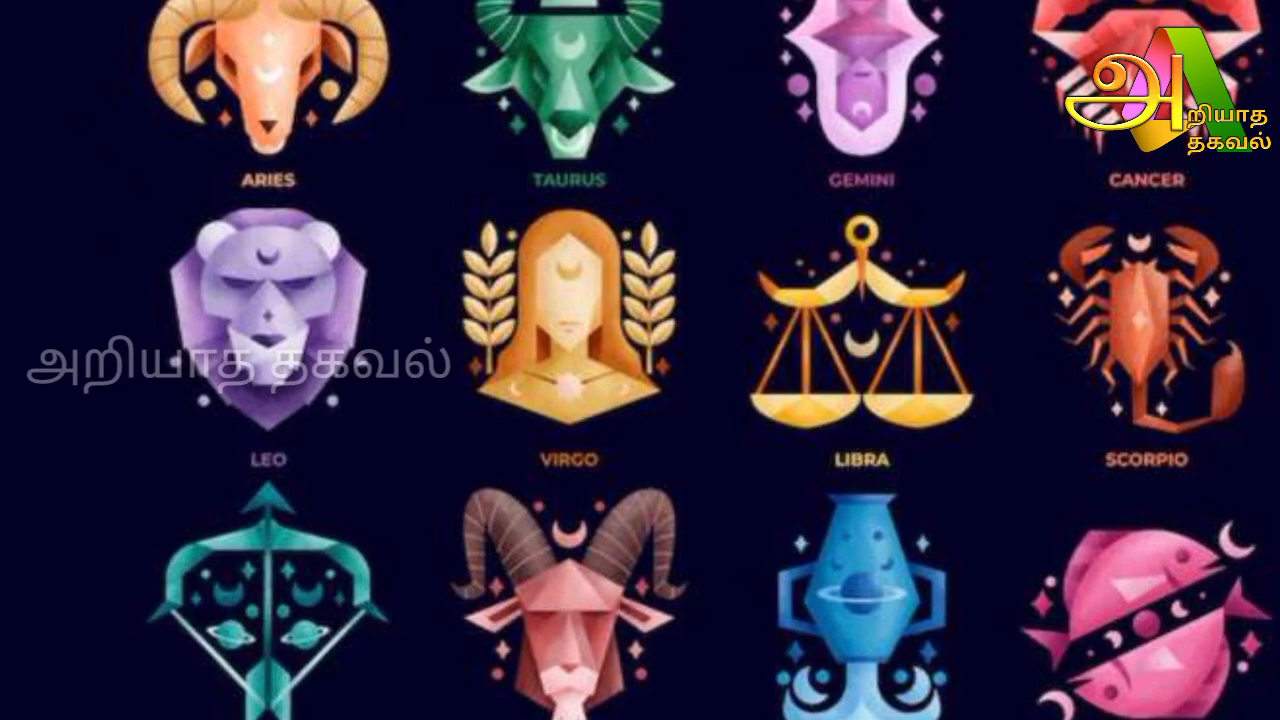 அ
றியாத
தகவல்
ARIES
TAURUS
GEMINI
CANCER
அறியாத தகவல்
LEO
VIRGO
LIBRA
SCORPIO